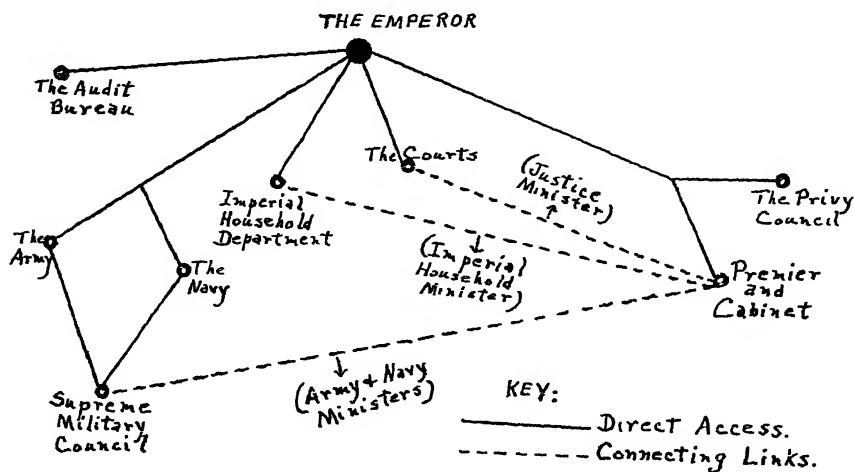 THE EMPEROR
The Audit
Bureau
The Courts
(Justice
Minister)
The Privy
Council
Imperial
Household
Department
The
Army
The
Navy
(Imperial
Household
Minister)
Premier
and
Cabinet
Supreme
Military
Council
(Army & Navy
Ministers)
KEY:
Direct Access.
Connecting Links.